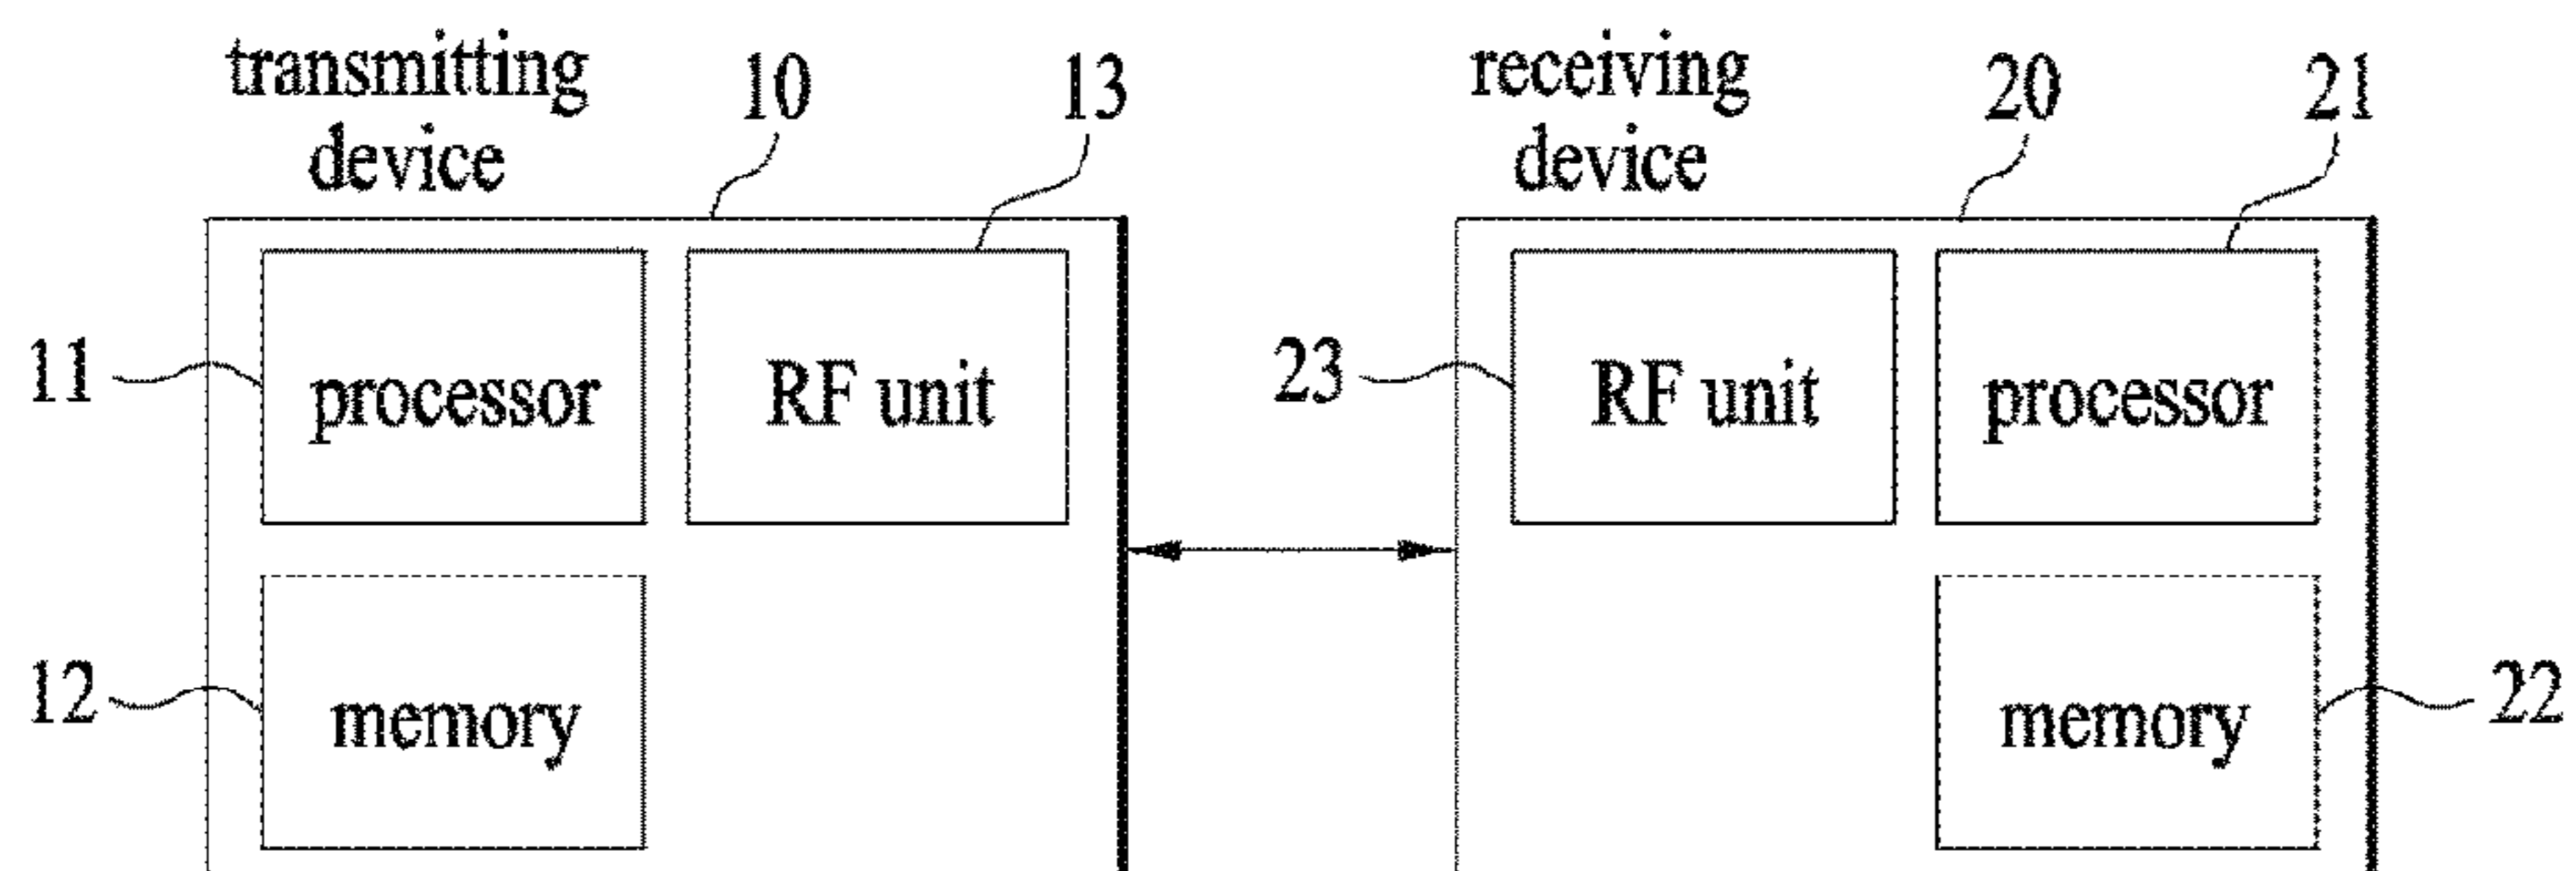 transmitting
device
10
13
receiving
device
20
21
11
processor
RF unit
23
RF unit
processor
12
memory
memory
22